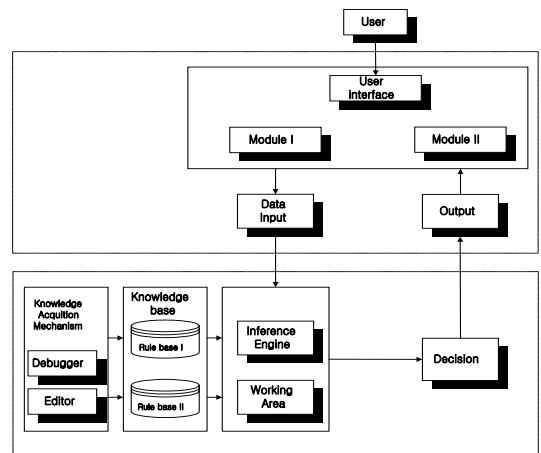 User
User
interface
Module I
Module II
Data
Input
Output
Knowledge
Acquition
Mechanism
Debugger
Editor
Knowledge
base
Rule base I
Rule base II
Inference
Engine
Working
Area
Decision